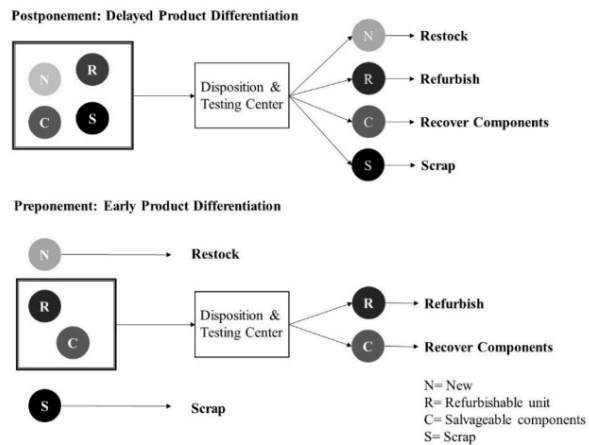 Postponement: Delayed Product Differentiation
N
R
C
S
Disposition &
Testing Center
N
Restock
R
Refurbish
C
Recover Components
S
Scrap
Preponement: Early Product Differentiation
N
Restock
R
C
Disposition &
Testing Center
R
Refurbish
C
Recover Components
S
Scrap
N= New
R= Refurbishable unit
C= Salvageable components
S= Scrap